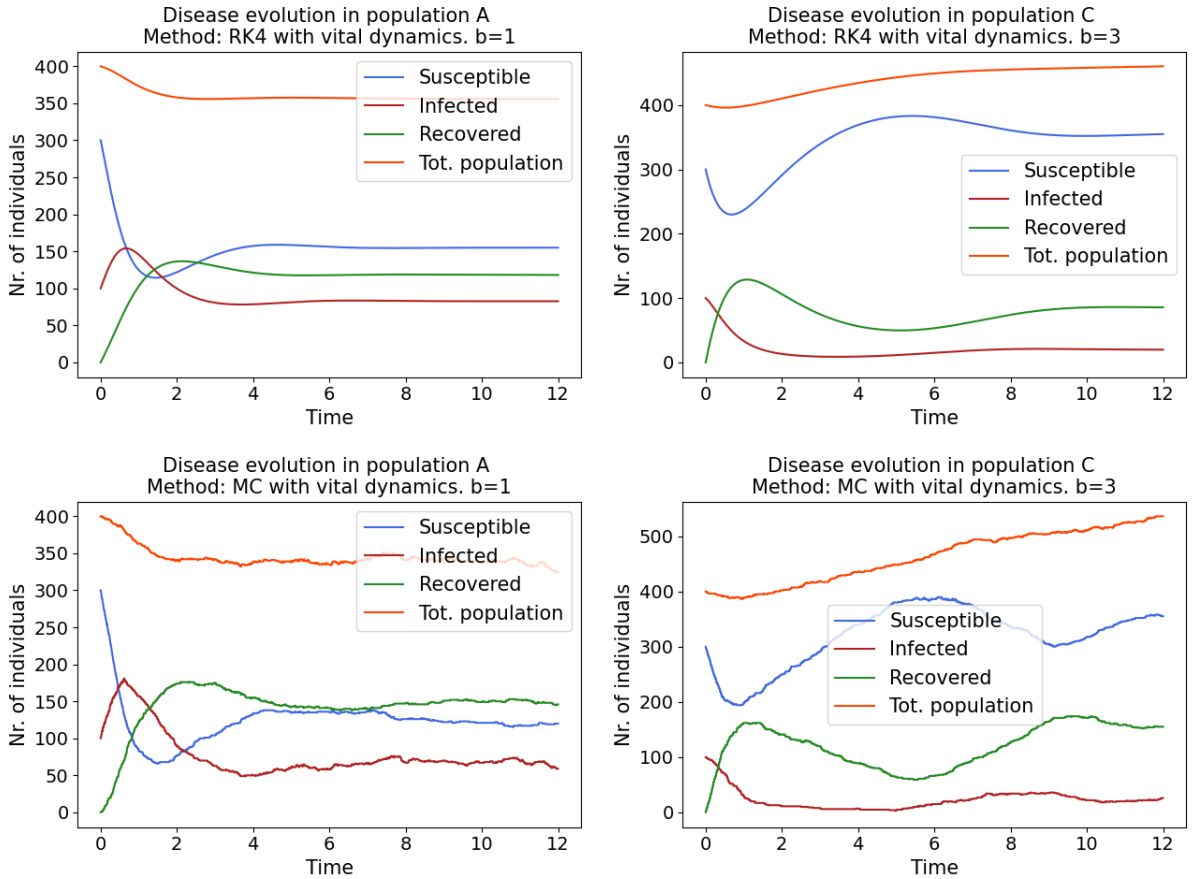 Disease evolution in population A
Method: RK4 with vital dynamics. b=1
Nr. of individuals
400
350
300
250
200
150
100
50
0
Susceptible
Infected
Recovered
Tot. population
0 2 4 6 8 10 12
Time
Disease evolution in population C
Method: RK4 with vital dynamics. b=3
Nr. of individuals
400
300
200
100
0
Susceptible
Infected
Recovered
Tot. population
0 2 4 6 8 10 12
Time
Disease evolution in population A
Method: MC with vital dynamics. b=1
Nr. of individuals
400
350
300
250
200
150
100
50
0
Susceptible
Infected
Recovered
Tot. population
0 2 4 6 8 10 12
Time
Disease evolution in population C
Method: MC with vital dynamics. b=3
Nr. of individuals
500
400
300
200
100
0
Susceptible
Infected
Recovered
Tot. population
0 2 4 6 8 10 12
Time